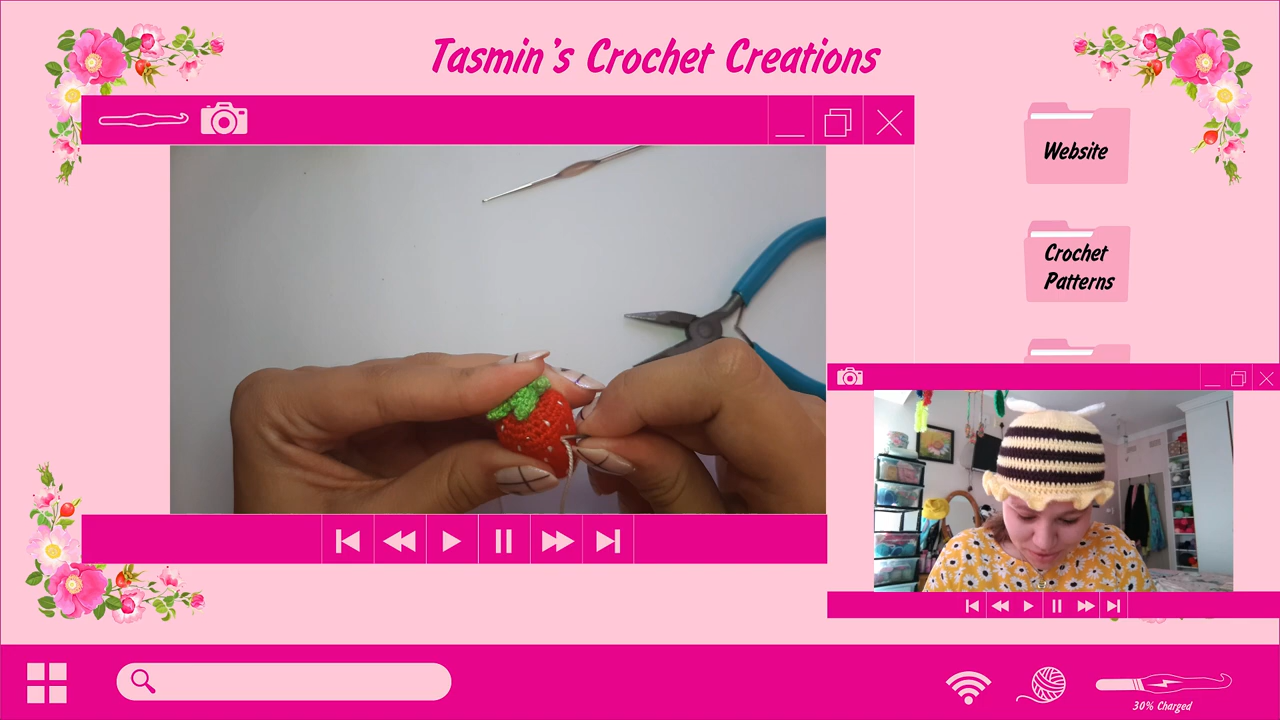 Tasmin's Crochet Creations
Website
Crochet
Patterns
30% Charged